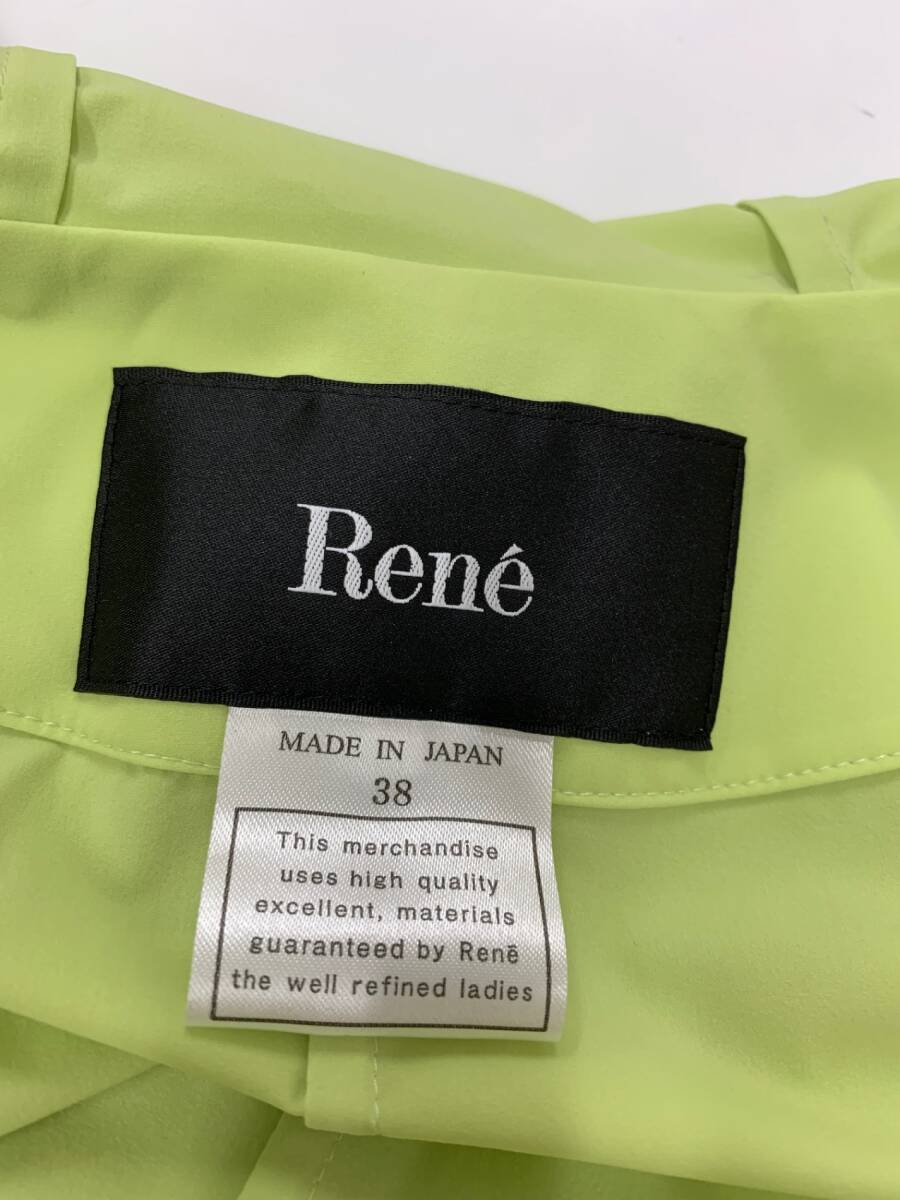 René
MADE IN JAPAN
38
This merchandise
uses high quality
excellent, materials
guaranteed by Renē
the well refined ladies